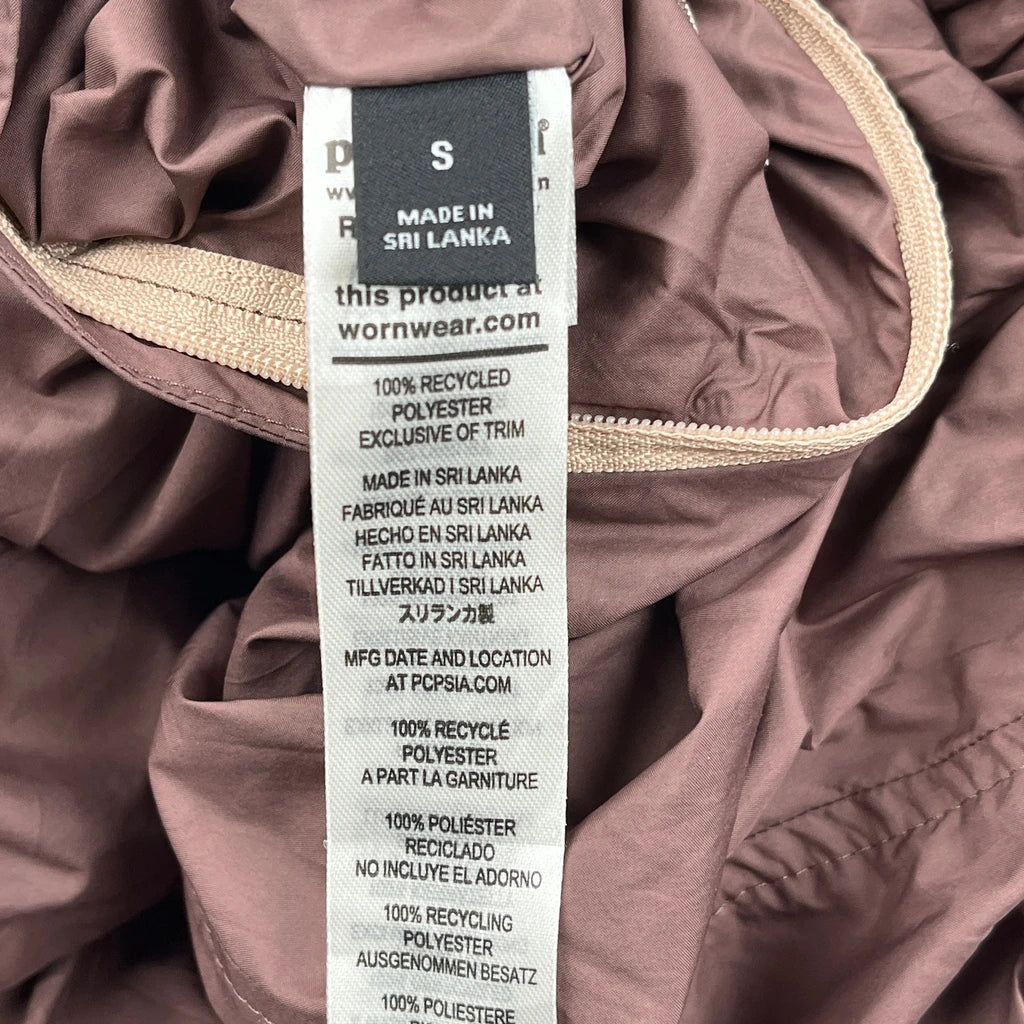 S
MADE IN
SRI LANKA
this product at
wornwear.com
100% RECYCLED
POLYESTER
EXCLUSIVE OF TRIM
MADE IN SRI LANKA
FABRIQUÉ AU SRI LANKA
HECHO EN SRI LANKA
FATTO IN SRI LANKA
TILLVERKAD I SRI LANKA
スリランカ製
MFG DATE AND LOCATION
AT PCPSIA.COM
100% RECYCLÉ
POLYESTER
A PART LA GARNITURE
100% POLIÉSTER
RECICLADO
NO INCLUYE EL ADORNO
100% RECYCLING
POLYESTER
AUSGENOMMEN BESATZ
100% POLIESTERE